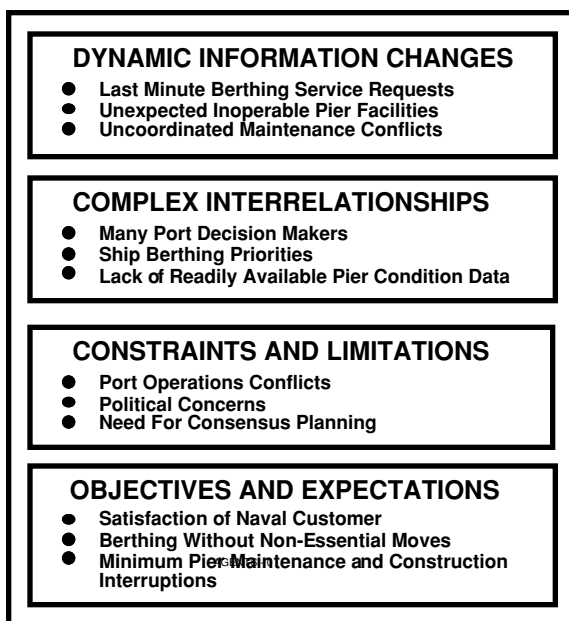 DYNAMIC INFORMATION CHANGES
● Last Minute Berthing Service Requests
● Unexpected Inoperable Pier Facilities
● Uncoordinated Maintenance Conflicts
COMPLEX INTERRELATIONSHIPS
● Many Port Decision Makers
● Ship Berthing Priorities
● Lack of Readily Available Pier Condition Data
CONSTRAINTS AND LIMITATIONS
● Port Operations Conflicts
● Political Concerns
● Need For Consensus Planning
OBJECTIVES AND EXPECTATIONS
● Satisfaction of Naval Customer
● Berthing Without Non-Essential Moves
● Minimum Pier Maintenance and Construction
Interruptions